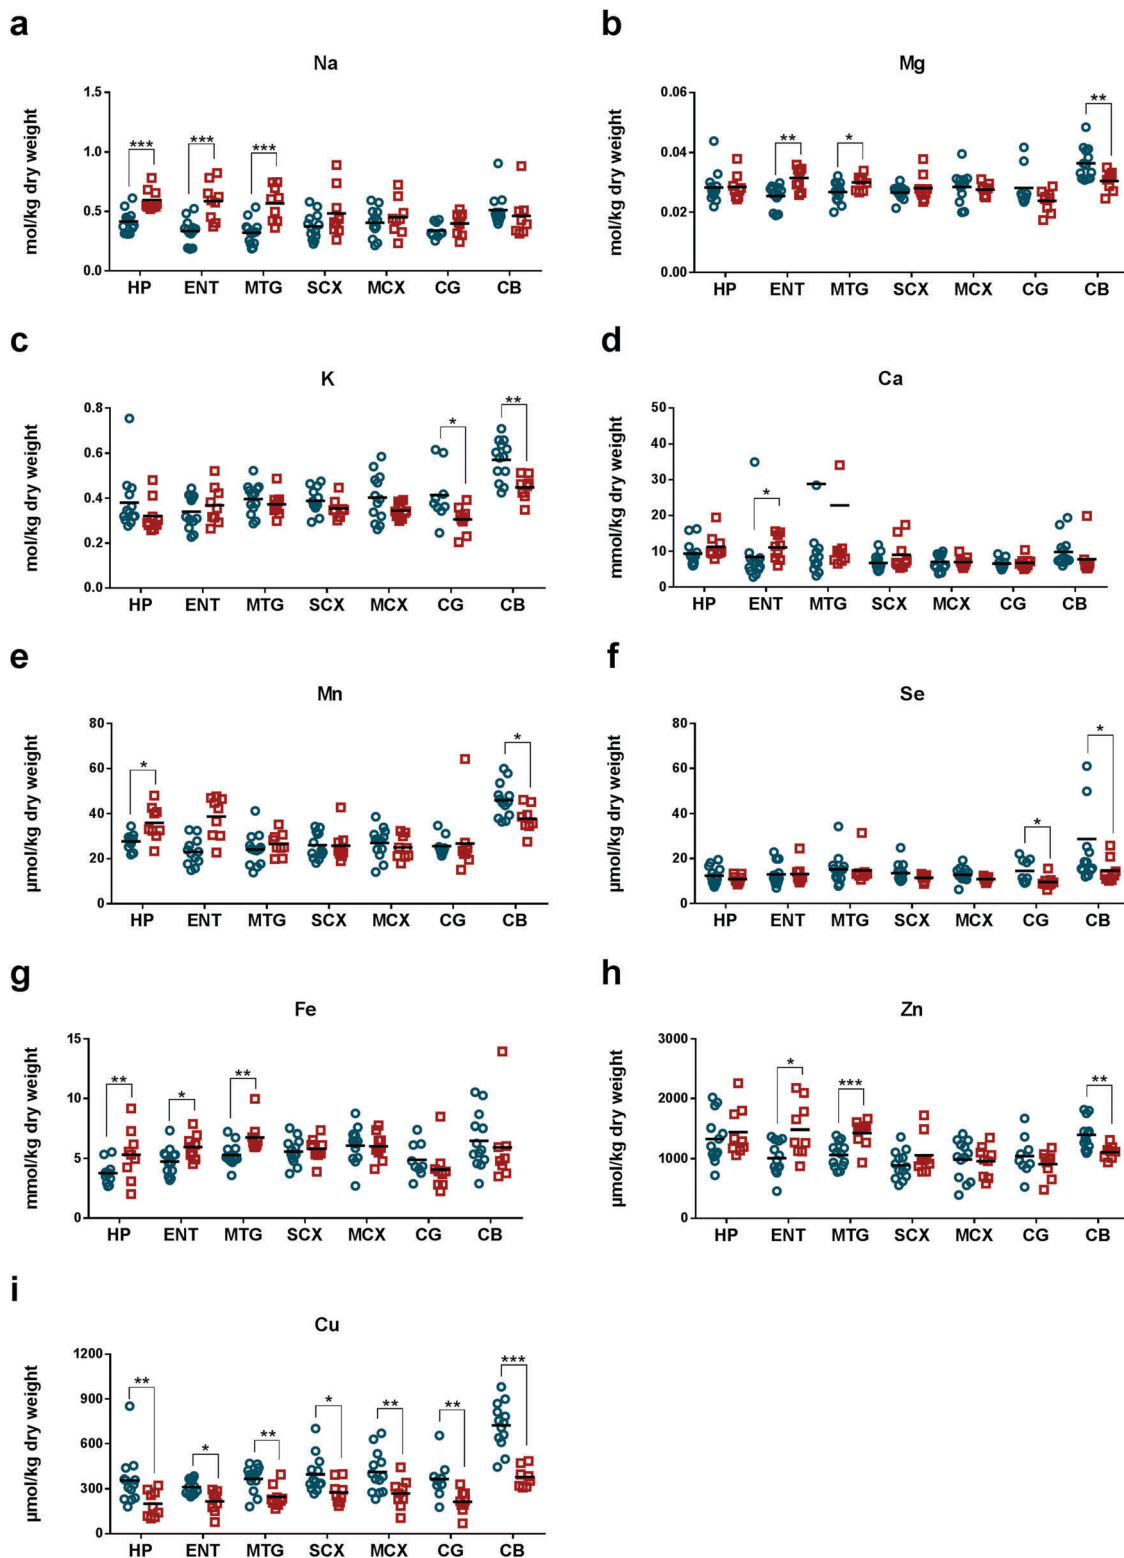 a
Na
mol/kg dry weight
1.5
1.0
0.5
0.0
*** *** ***
HP ENT MTG SCX MCX CG CB
b
Mg
mol/kg dry weight
0.06
0.04
0.02
0.00
** * **
HP ENT MTG SCX MCX CG CB
c
K
mol/kg dry weight
0.8
0.6
0.4
0.2
0.0
* **
HP ENT MTG SCX MCX CG CB
d
Ca
mmol/kg dry weight
50
40
30
20
10
0
*
HP ENT MTG SCX MCX CG CB
e
Mn
µmol/kg dry weight
80
60
40
20
0
* *
HP ENT MTG SCX MCX CG CB
f
Se
µmol/kg dry weight
80
60
40
20
0
* *
HP ENT MTG SCX MCX CG CB
g
Fe
mmol/kg dry weight
15
10
5
0
** * **
HP ENT MTG SCX MCX CG CB
h
Zn
µmol/kg dry weight
3000
2000
1000
0
* *** **
HP ENT MTG SCX MCX CG CB
i
Cu
µmol/kg dry weight
1200
900
600
300
0
** * ** * ** ** ***
HP ENT MTG SCX MCX CG CB